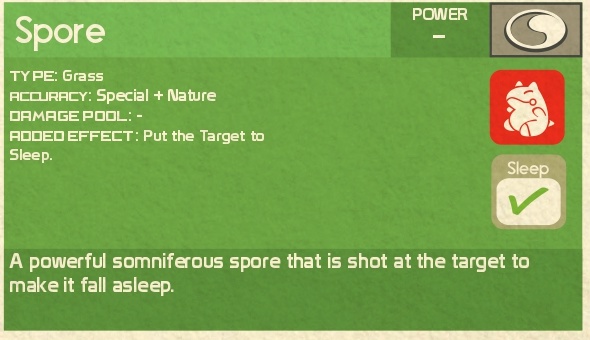 Spore
POWER
–
TYPE: Grass
ACCURACY: Special + Nature
DAMAGE POOL: -
ADDED EFFECT: Put the Target to
Sleep.
Sleep
A powerful somniferous spore that is shot at the target to
make it fall asleep.